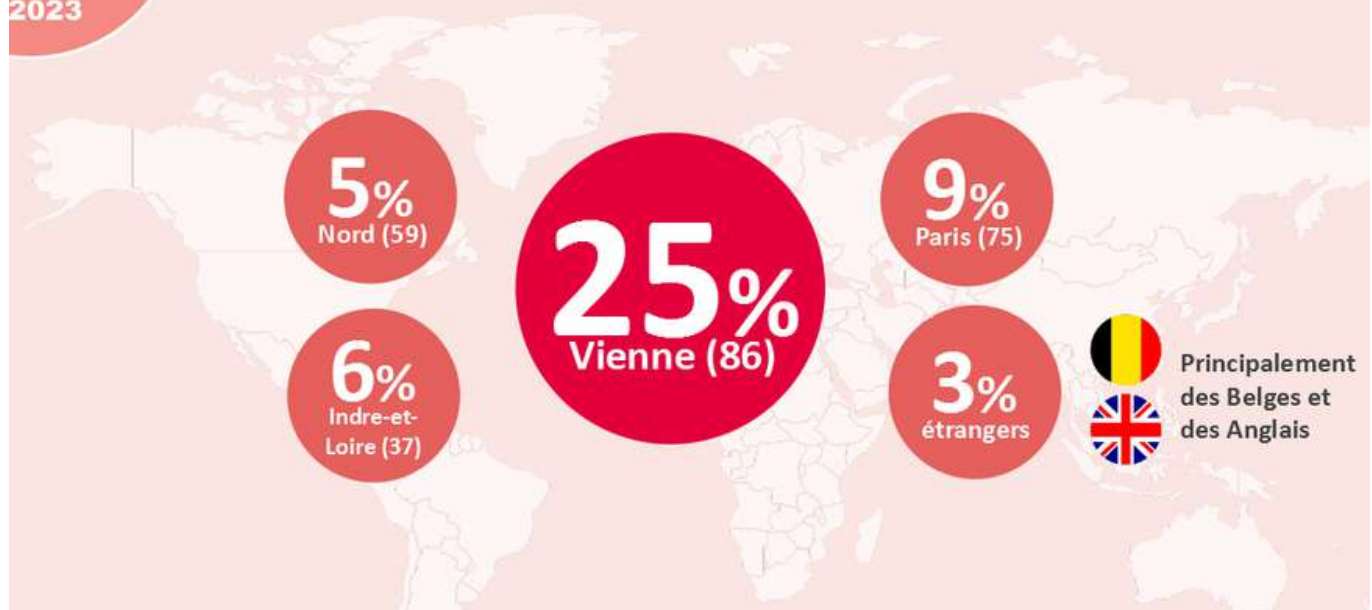 2023
5%
Nord (59)
25%
Vienne (86)
9%
Paris (75)
6%
Indre-et-
Loire (37)
3%
étrangers
Principalement
des Belges et
des Anglais